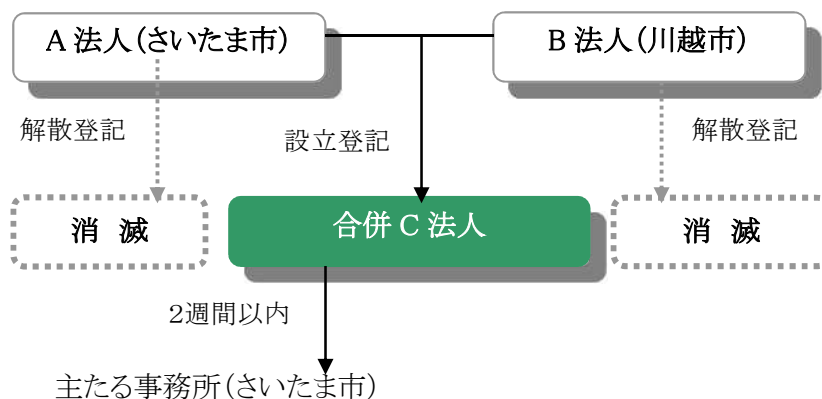 A 法人(さいたま市)
B 法人(川越市)
解散登記
設立登記
解散登記
消 滅
合併 C 法人
消 滅
2週間以内
主たる事務所(さいたま市)